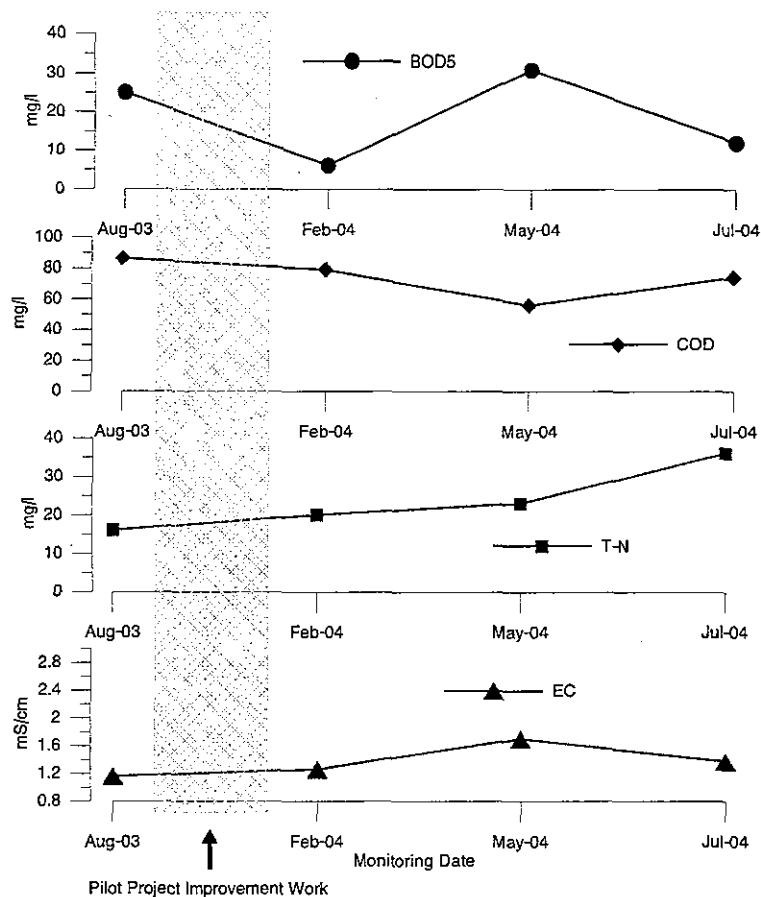 40
BOD5
30
mg/l
20
10
0
Aug-03 Feb-04 May-04 Jul-04
100
80
mg/l
60
COD
40
20
0
Aug-03 Feb-04 May-04 Jul-04
40
30
mg/l
20
T-N
10
0
Aug-03 Feb-04 May-04 Jul-04
2.8
EC
2.4
mS/cm
2
1.6
1.2
0.8
Aug-03 Feb-04 May-04 Jul-04
Monitoring Date
Pilot Project Improvement Work